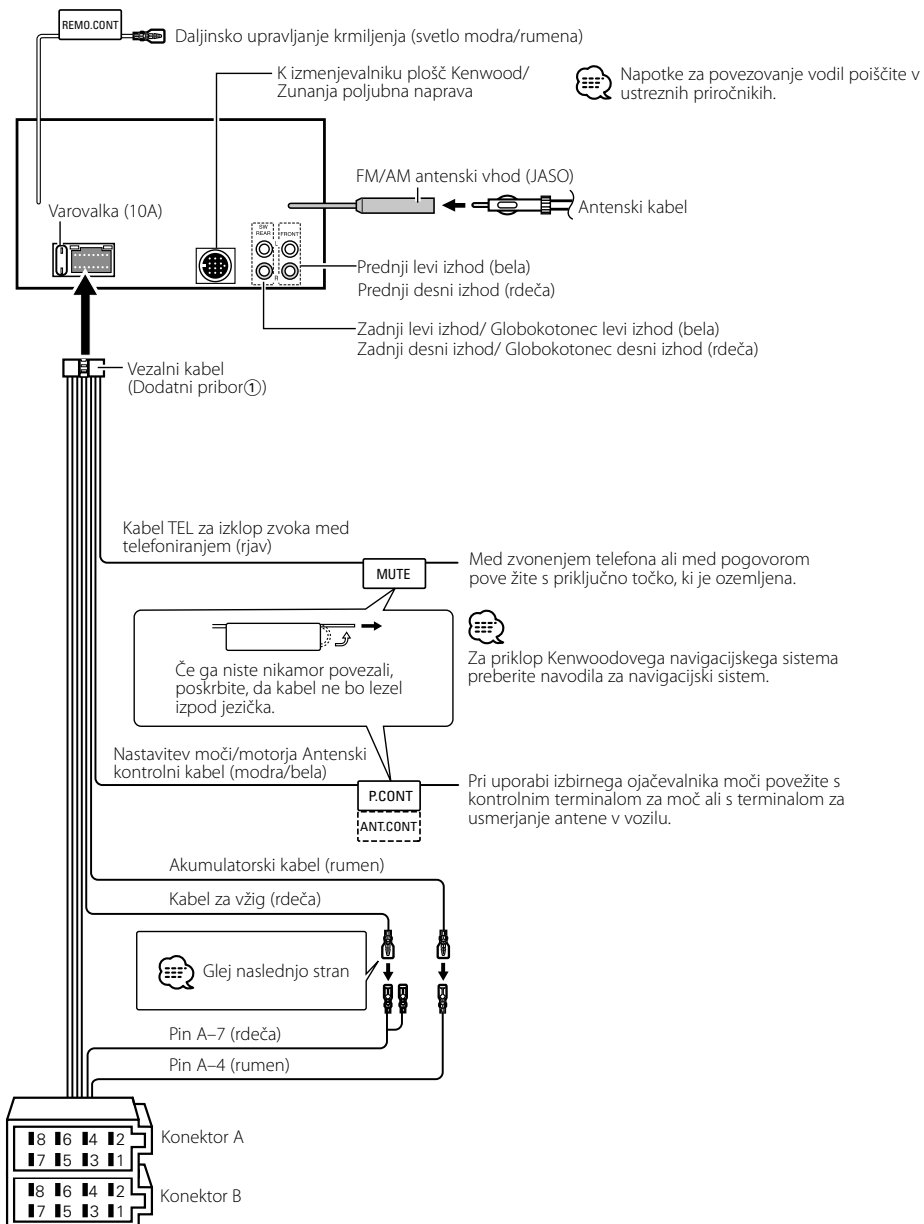 REMO.CONT
Daljinsko upravljanje krmiljenja (svetlo modra/rumena)
K izmenjevalniku plošč Kenwood/
Zunanja poljubna naprava
Napotke za povezovanje vodil poiščite v
ustreznih priročnikih.
FM/AM antenski vhod (JASO)
Antenski kabel
Varovalka (10A)
SW
REAR
FRONT
L
R
Prednji levi izhod (bela)
Prednji desni izhod (rdeča)
Zadnji levi izhod/ Globokotonec levi izhod (bela)
Zadnji desni izhod/ Globokotonec desni izhod (rdeča)
Vezalni kabel
(Dodatni pribor①)
Kabel TEL za izklop zvoka med
telefoniranjem (rjav)
MUTE
Med zvonenjem telefona ali med pogovorom
pove žite s priključno točko, ki je ozemljena.
Če ga niste nikamor povezali,
poskrbite, da kabel ne bo lezel
izpod jezička.
Za priklop Kenwoodovega navigacijskega sistema
preberite navodila za navigacijski sistem.
Nastavitev moči/motorja Antenski
kontrolni kabel (modra/bela)
P.CONT
ANT.CONT
Pri uporabi izbirnega ojačevalnika moči povežite s
kontrolnim terminalom za moč ali s terminalom za
usmerjanje antene v vozilu.
Akumulatorski kabel (rumen)
Kabel za vžig (rdeča)
Glej naslednjo stran
Pin A–7 (rdeča)
Pin A–4 (rumen)
8 6 4 2
7 5 3 1
Konektor A
8 6 4 2
7 5 3 1
Konektor B